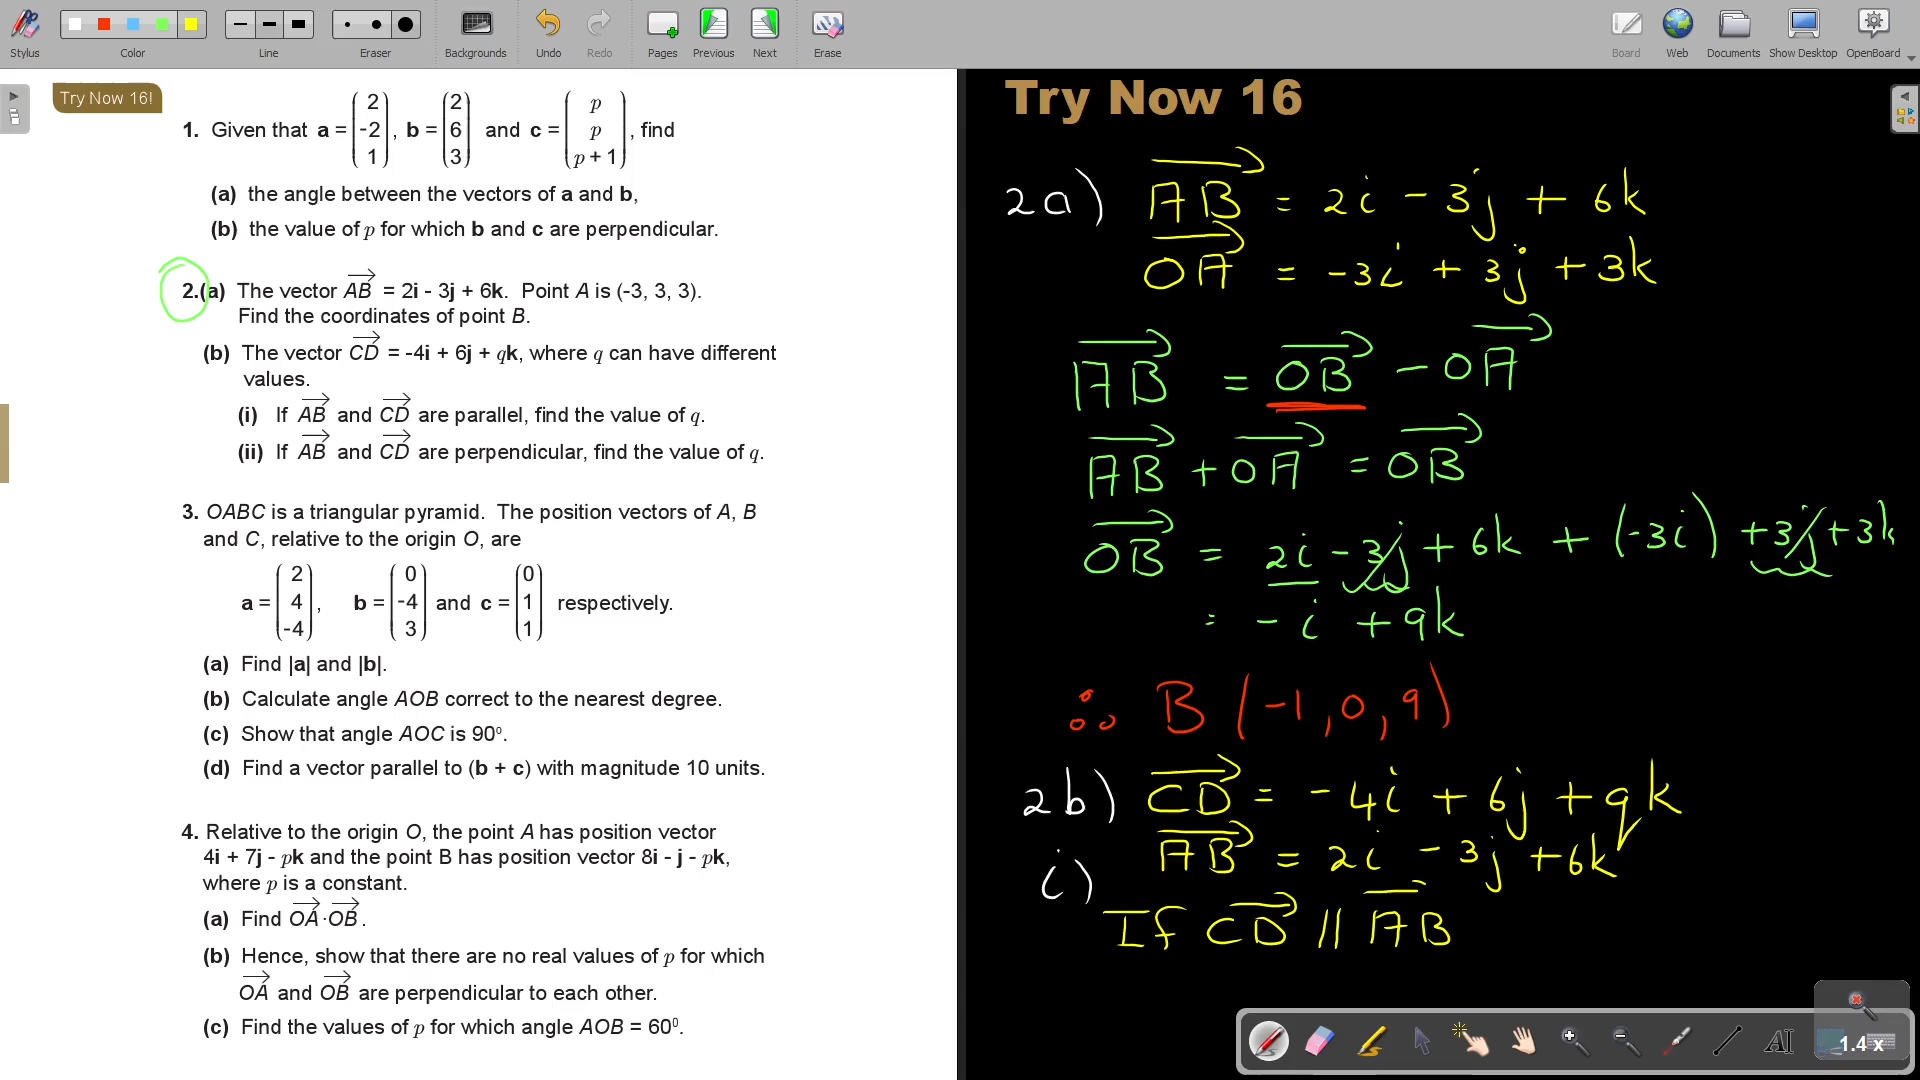 Stylus Color Line Eraser Backgrounds Undo Redo Pages Previous Next Erase Board Web Documents Show Desktop OpenBoard
Try Now 16!
1. Given that a = (2 -2 1), b = (2 6 3) and c = (p p p + 1), find
(a) the angle between the vectors of a and b,
(b) the value of p for which b and c are perpendicular.
2.(a) The vector AB = 2i - 3j + 6k. Point A is (-3, 3, 3).
Find the coordinates of point B.
(b) The vector CD = -4i + 6j + qk, where q can have different
values.
(i) If AB and CD are parallel, find the value of q.
(ii) If AB and CD are perpendicular, find the value of q.
3. OABC is a triangular pyramid. The position vectors of A, B
and C, relative to the origin O, are
a = (2 4 -4), b = (0 -4 3) and c = (0 1 1) respectively.
(a) Find |a| and |b|.
(b) Calculate angle AOB correct to the nearest degree.
(c) Show that angle AOC is 90°.
(d) Find a vector parallel to (b + c) with magnitude 10 units.
4. Relative to the origin O, the point A has position vector
4i + 7j - pk and the point B has position vector 8i - j - pk,
where p is a constant.
(a) Find OA·OB.
(b) Hence, show that there are no real values of p for which
OA and OB are perpendicular to each other.
(c) Find the values of p for which angle AOB = 60⁰.
Try Now 16
2a) AB = 2i - 3j + 6k
OA = -3i + 3j + 3k
AB = OB - OA
AB + OA = OB
OB = 2i - 3j + 6k + (-3i) + 3j + 3k
= -i + 9k
∴ B (-1, 0, 9)
2b) CD = -4i + 6j + qk
AB = 2i - 3j + 6k
i)
If CD // AB
AI
1.4 x